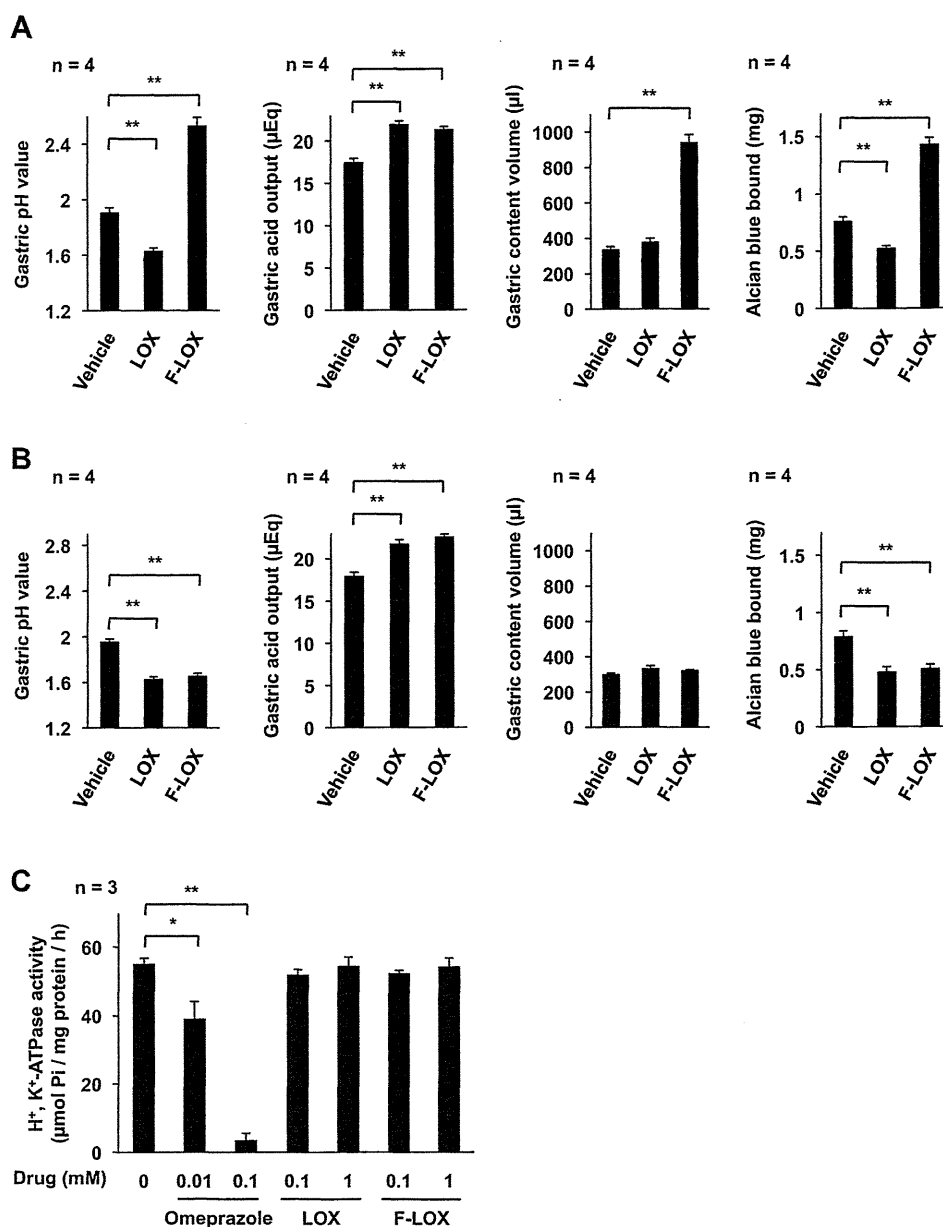 A
n = 4
Gastric pH value
2.4
2
1.6
1.2
**
**
Vehicle
LOX
F-LOX
n = 4
Gastric acid output (µEq)
20
15
10
5
0
**
**
Vehicle
LOX
F-LOX
n = 4
Gastric content volume (µl)
1000
800
600
400
200
0
**
Vehicle
LOX
F-LOX
n = 4
Alcian blue bound (mg)
1.5
1
0.5
0
**
**
Vehicle
LOX
F-LOX
B
n = 4
Gastric pH value
2.8
2.4
2
1.6
1.2
**
**
Vehicle
LOX
F-LOX
n = 4
Gastric acid output (µEq)
20
15
10
5
0
**
**
Vehicle
LOX
F-LOX
n = 4
Gastric content volume (µl)
1000
800
600
400
200
0
Vehicle
LOX
F-LOX
n = 4
Alcian blue bound (mg)
1.5
1
0.5
0
**
**
Vehicle
LOX
F-LOX
C
n = 3
H⁺, K⁺-ATPase activity
(µmol Pi / mg protein / h)
60
40
20
0
**
*
Drug (mM) 0 0.01 0.1 0.1 1 0.1 1
Omeprazole LOX F-LOX